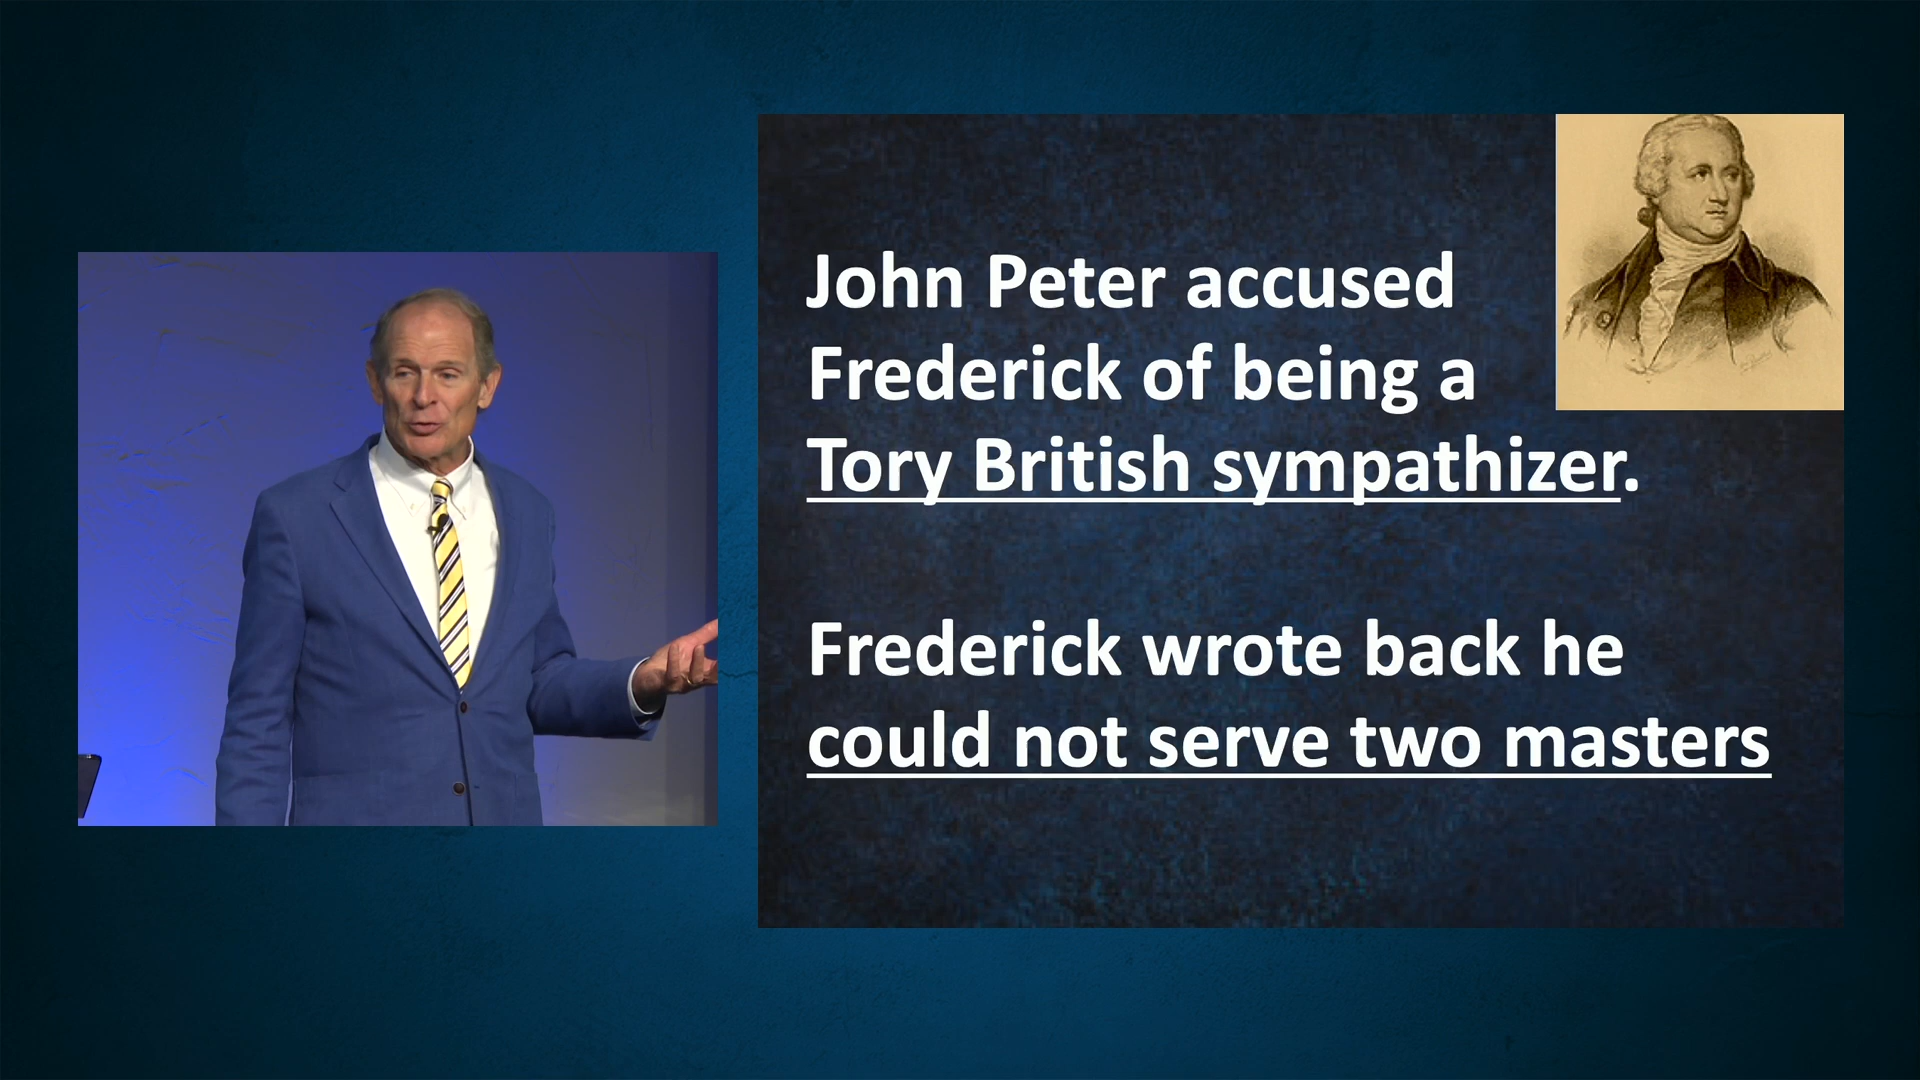 John Peter accused
Frederick of being a
Tory British sympathizer.
Frederick wrote back he
could not serve two masters